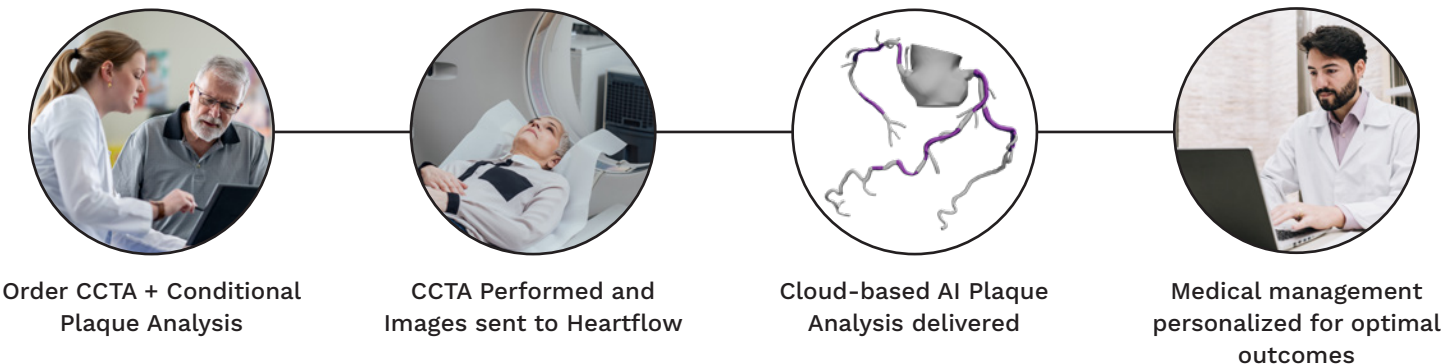 Order CCTA + Conditional
Plaque Analysis
CCTA Performed and
Images sent to Heartflow
Cloud-based AI Plaque
Analysis delivered
Medical management
personalized for optimal
outcomes